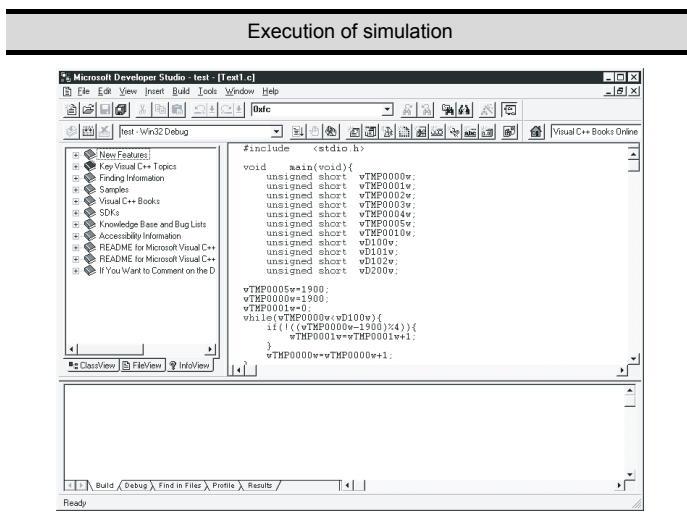 Execution of simulation
Microsoft Developer Studio - test - [Text1.c]
File Edit View Insert Build Tools Window Help
0xfc
test - Win32 Debug
Visual C++ Books Online
New Features
Key Visual C++ Topics
Finding Information
Samples
Visual C++ Books
SDKs
Knowledge Base and Bug Lists
Accessibility Information
README for Microsoft Visual C++
README for Microsoft Visual C++
If You Want to Comment on the D
ClassView FileView InfoView
#include <stdio.h>
void main(void){
unsigned short vTMP0000w;
unsigned short vTMP0001w;
unsigned short vTMP0002w;
unsigned short vTMP0003w;
unsigned short vTMP0004w;
unsigned short vTMP0005w;
unsigned short vTMP0010w;
unsigned short vD100w;
unsigned short vD101w;
unsigned short vD102w;
unsigned short vD200w;
vTMP0005w=1900;
vTMP0000w=1900;
vTMP0001w=0;
while(vTMP0000w<vD100w){
if(!((vTMP0000w-1900)%4)){
vTMP0001w=vTMP0001w+1;
}
vTMP0000w=vTMP0000w+1;
Build Debug Find in Files Profile Results
Ready